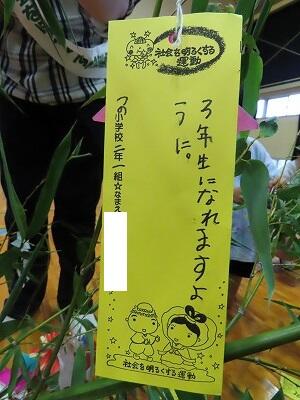 社会を明るくする
運動
3年生になれますよ
うに。
つの小学校 二年一組☆なまえ
社会を明るくする運動